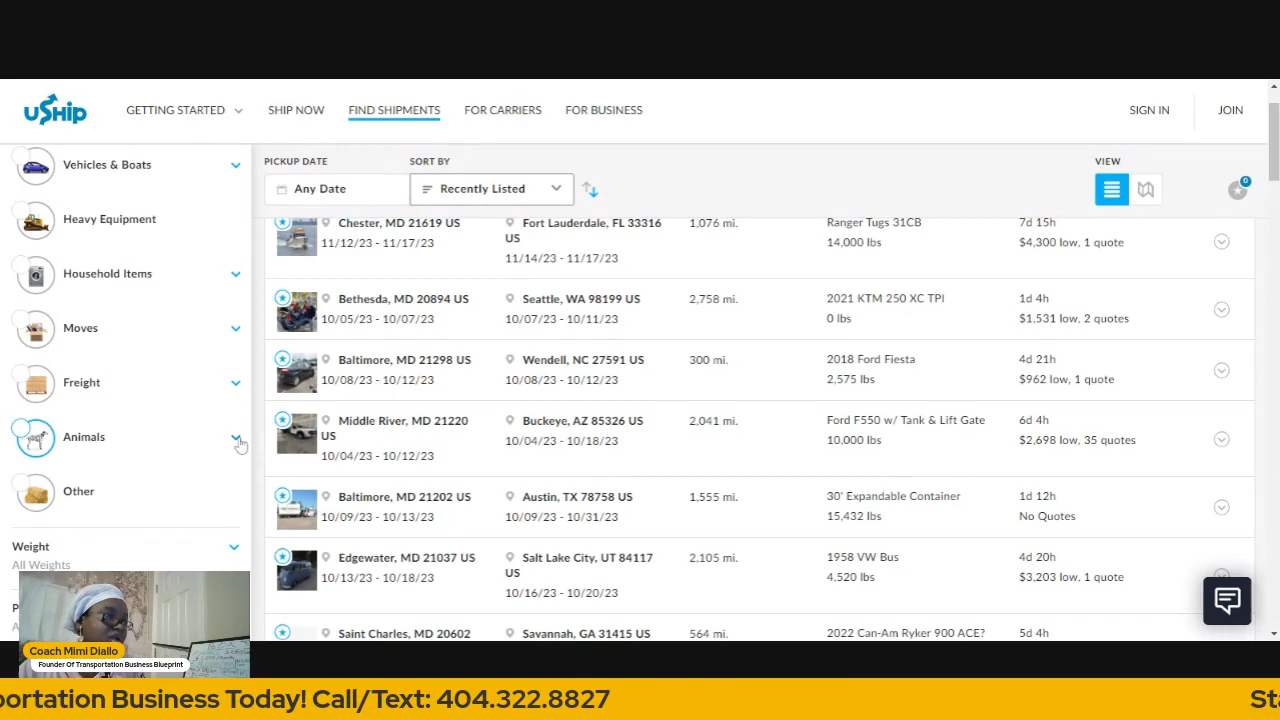 uShip
GETTING STARTED
SHIP NOW
FIND SHIPMENTS
FOR CARRIERS
FOR BUSINESS
SIGN IN
JOIN
Vehicles & Boats
Heavy Equipment
Household Items
Moves
Freight
Animals
Other
Weight
All Weights
PICKUP DATE
Any Date
SORT BY
Recently Listed
VIEW
0
Chester, MD 21619 US
11/12/23 - 11/17/23
Fort Lauderdale, FL 33316
US
11/14/23 - 11/17/23
1,076 mi.
Ranger Tugs 31CB
14,000 lbs
7d 15h
$4,300 low, 1 quote
Bethesda, MD 20894 US
10/05/23 - 10/07/23
Seattle, WA 98199 US
10/07/23 - 10/11/23
2,758 mi.
2021 KTM 250 XC TPI
0 lbs
1d 4h
$1,531 low, 2 quotes
Baltimore, MD 21298 US
10/08/23 - 10/12/23
Wendell, NC 27591 US
10/08/23 - 10/12/23
300 mi.
2018 Ford Fiesta
2,575 lbs
4d 21h
$962 low, 1 quote
Middle River, MD 21220
US
10/04/23 - 10/12/23
Buckeye, AZ 85326 US
10/04/23 - 10/18/23
2,041 mi.
Ford F550 w/ Tank & Lift Gate
10,000 lbs
6d 4h
$2,698 low, 35 quotes
Baltimore, MD 21202 US
10/09/23 - 10/13/23
Austin, TX 78758 US
10/09/23 - 10/31/23
1,555 mi.
30' Expandable Container
15,432 lbs
1d 12h
No Quotes
Edgewater, MD 21037 US
10/13/23 - 10/18/23
Salt Lake City, UT 84117
US
10/16/23 - 10/20/23
2,105 mi.
1958 VW Bus
4,520 lbs
4d 20h
$3,203 low, 1 quote
Saint Charles, MD 20602
Savannah, GA 31415 US
564 mi.
2022 Can-Am Ryker 900 ACE?
5d 4h
Coach Mimi Diallo
Founder Of Transportation Business Blueprint
portation Business Today! Call/Text: 404.322.8827
Sta